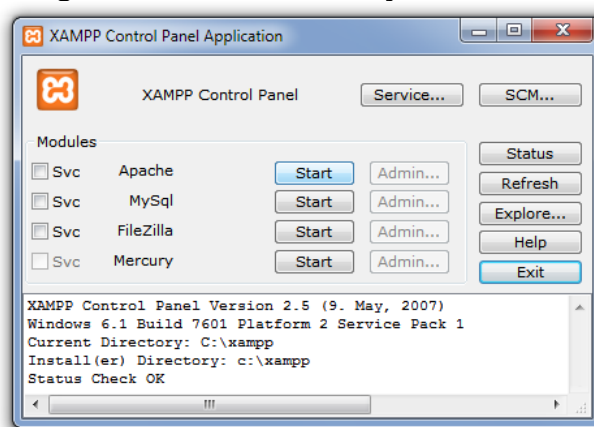 XAMPP Control Panel Application
XAMPP Control Panel Service... SCM...
Modules
Svc Apache Start Admin...
Svc MySql Start Admin...
Svc FileZilla Start Admin...
Svc Mercury Start Admin...
Status
Refresh
Explore...
Help
Exit
XAMPP Control Panel Version 2.5 (9. May, 2007)
Windows 6.1 Build 7601 Platform 2 Service Pack 1
Current Directory: C:\xampp
Install(er) Directory: c:\xampp
Status Check OK